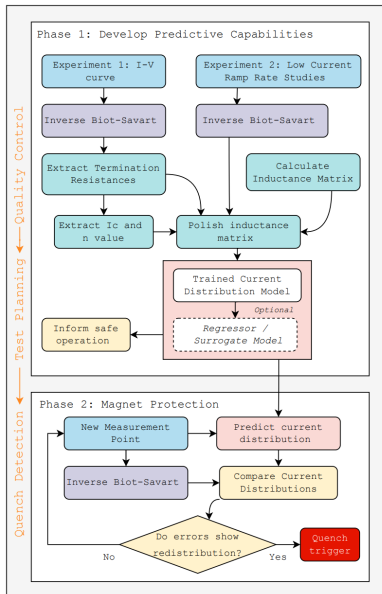 Phase 1: Develop Predictive Capabilities
Experiment 1: I-V
curve
Experiment 2: Low Current
Ramp Rate Studies
Inverse Biot-Savart
Inverse Biot-Savart
Extract Termination
Resistances
Calculate
Inductance Matrix
Extract Ic and
n value
Polish inductance
matrix
Trained Current
Distribution Model
Optional
Regressor /
Surrogate Model
Inform safe
operation
Quench Detection
Test Planning
Quality Control
Phase 2: Magnet Protection
New Measurement
Point
Predict current
distribution
Inverse Biot-Savart
Compare Current
Distributions
Do errors show
redistribution?
No
Yes
Quench
trigger